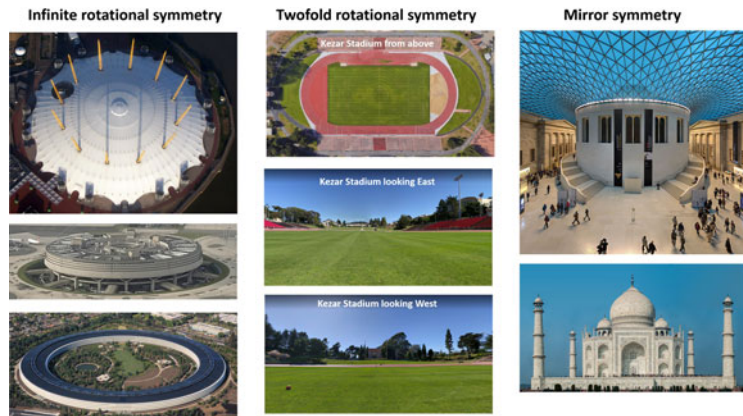 Infinite rotational symmetry
Twofold rotational symmetry
Mirror symmetry
Kezar Stadium from above
Kezar Stadium looking East
Kezar Stadium looking West